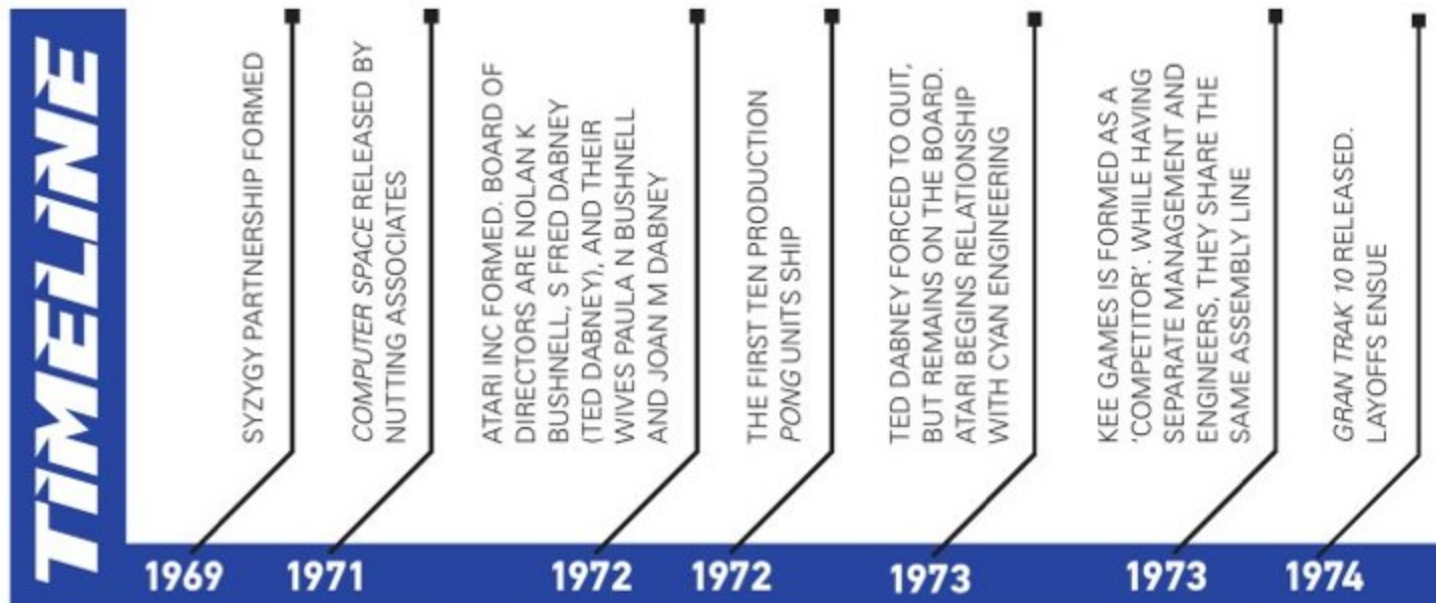 TiMELiNE
SYZYGY PARTNERSHIP FORMED
1969
COMPUTER SPACE RELEASED BY
NUTTING ASSOCIATES
1971
ATARI INC FORMED. BOARD OF
DIRECTORS ARE NOLAN K
BUSHNELL, S FRED DABNEY
(TED DABNEY), AND THEIR
WIVES PAULA N BUSHNELL
AND JOAN M DABNEY
1972
THE FIRST TEN PRODUCTION
PONG UNITS SHIP
1972
TED DABNEY FORCED TO QUIT,
BUT REMAINS ON THE BOARD.
ATARI BEGINS RELATIONSHIP
WITH CYAN ENGINEERING
1973
KEE GAMES IS FORMED AS A
'COMPETITOR'. WHILE HAVING
SEPARATE MANAGEMENT AND
ENGINEERS, THEY SHARE THE
SAME ASSEMBLY LINE
1973
GRAN TRAK 10 RELEASED.
LAYOFFS ENSUE
1974